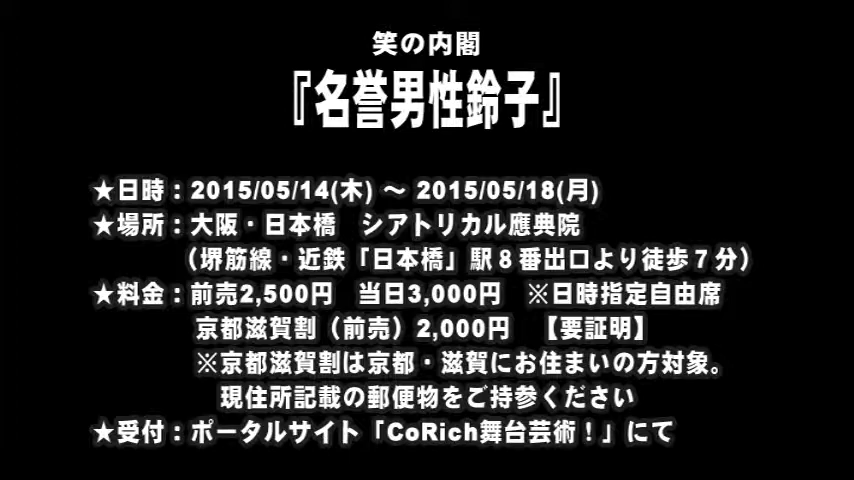 笑の内閣
『名誉男性鈴子』
★日時：2015/05/14(木) ～ 2015/05/18(月)
★場所：大阪・日本橋　シアトリカル應典院
（堺筋線・近鉄「日本橋」駅８番出口より徒歩７分）
★料金：前売2,500円　当日3,000円　※日時指定自由席
京都滋賀割（前売）2,000円　【要証明】
※京都滋賀割は京都・滋賀にお住まいの方対象。
現住所記載の郵便物をご持参ください
★受付：ポータルサイト「CoRich舞台芸術！」にて